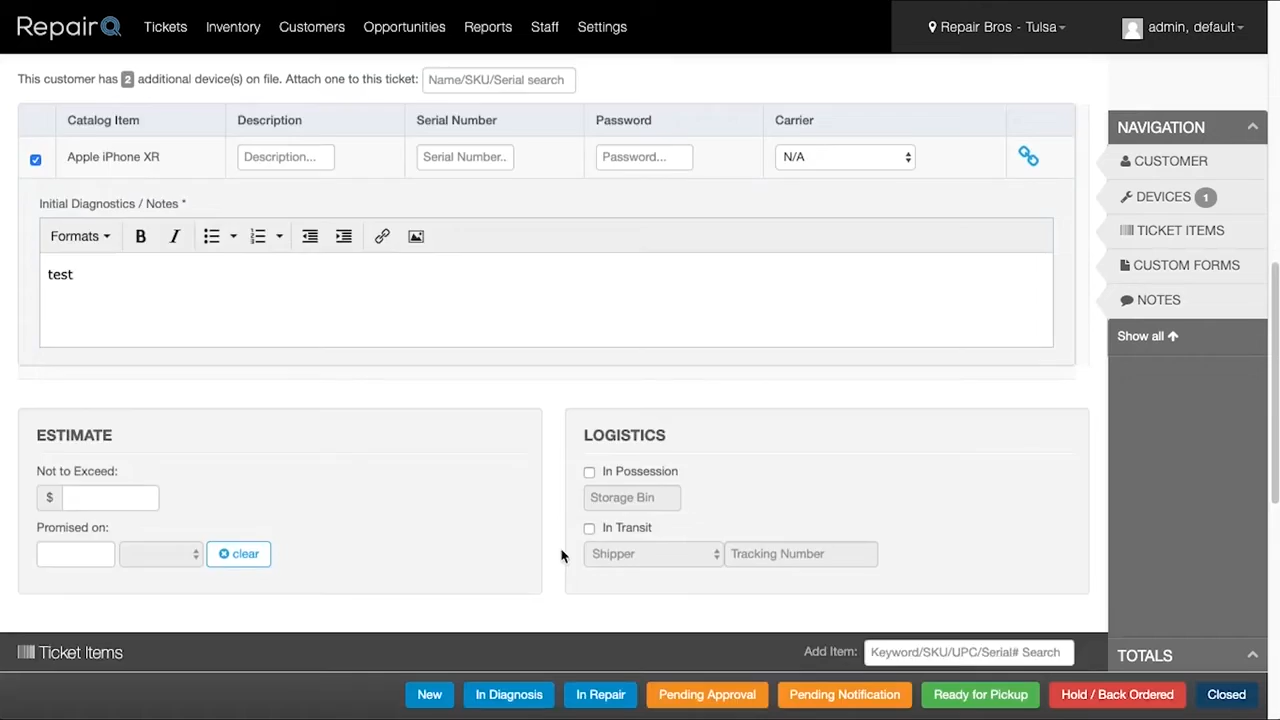 RepairQ Tickets Inventory Customers Opportunities Reports Staff Settings Repair Bros - Tulsa admin, default
This customer has 2 additional device(s) on file. Attach one to this ticket: Name/SKU/Serial search
Catalog Item Description Serial Number Password Carrier
Apple iPhone XR Description... Serial Number.. Password... N/A
Initial Diagnostics / Notes *
Formats B I
test
ESTIMATE
Not to Exceed:
$
Promised on:
clear
LOGISTICS
In Possession
Storage Bin
In Transit
Shipper Tracking Number
Ticket Items Add Item: Keyword/SKU/UPC/Serial# Search
NAVIGATION
CUSTOMER
DEVICES 1
TICKET ITEMS
CUSTOM FORMS
NOTES
Show all
TOTALS
New In Diagnosis In Repair Pending Approval Pending Notification Ready for Pickup Hold / Back Ordered Closed